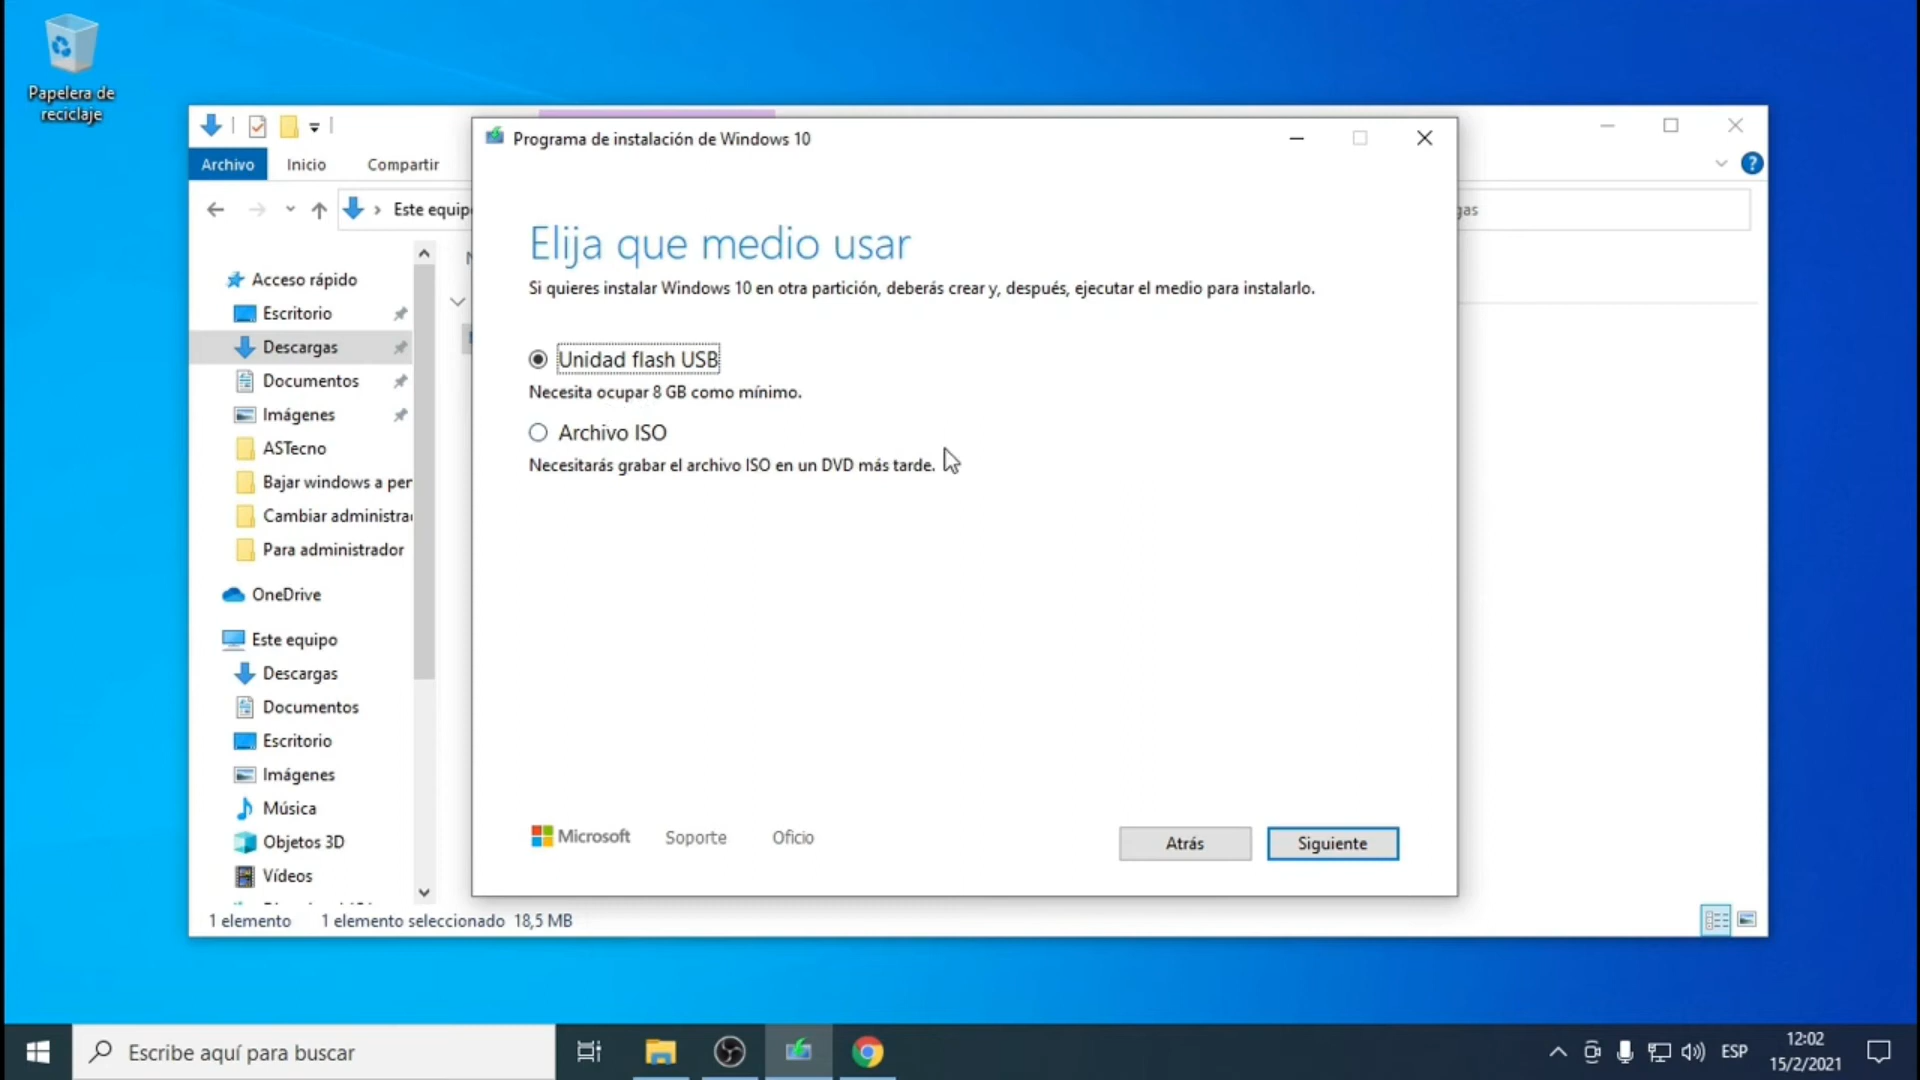 Papelera de
reciclaje
Programa de instalación de Windows 10
Archivo
Inicio
Compartir
Este equip
gas
Elija que medio usar
Si quieres instalar Windows 10 en otra partición, deberás crear y, después, ejecutar el medio para instalarlo.
Unidad flash USB
Necesita ocupar 8 GB como mínimo.
Archivo ISO
Necesitarás grabar el archivo ISO en un DVD más tarde.
Acceso rápido
Escritorio
Descargas
Documentos
Imágenes
ASTecno
Bajar windows a per
Cambiar administra
Para administrador
OneDrive
Este equipo
Descargas
Documentos
Escritorio
Imágenes
Música
Objetos 3D
Vídeos
Microsoft
Soporte
Oficio
Atrás
Siguiente
1 elemento
1 elemento seleccionado 18,5 MB
Escribe aquí para buscar
ESP
12:02
15/2/2021